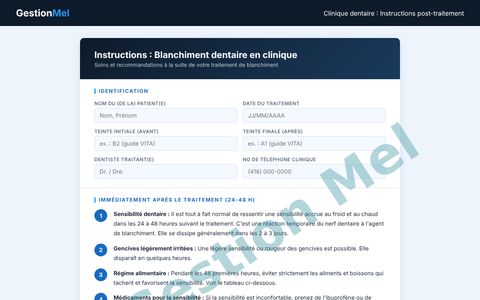 GestionMel
Clinique dentaire : Instructions post-traitement
Instructions : Blanchiment dentaire en clinique
Soins et recommandations à la suite de votre traitement de blanchiment
IDENTIFICATION
NOM DU (DE LA) PATIENT(E)
DATE DU TRAITEMENT
Nom, Prénom
JJ/MM/AAAA
TEINTE INITIALE (AVANT)
TEINTE FINALE (APRÈS)
ex. : B2 (guide VITA)
ex. : A1 (guide VITA)
DENTISTE TRAITANT(E)
NO DE TÉLÉPHONE CLINIQUE
Dr. / Dre.
(418) 000-0000
IMMÉDIATEMENT APRÈS LE TRAITEMENT (24-48 H)
1 Sensibilité dentaire : Il est tout à fait normal de ressentir une sensibilité accrue au froid et au chaud
dans les 24 à 48 heures suivant le traitement. C'est une réaction temporaire du nerf dentaire à l'agent
de blanchiment. Elle se dissipe généralement dans les 2 à 3 jours.
2 Gencives légèrement irritées : Une légère sensibilité ou rougeur des gencives est possible. Elle
disparaît en quelques heures.
3 Régime alimentaire : Pendant les 48 premières heures, éviter strictement les aliments et boissons qui
tachent et favorisent la sensibilité. Voir le tableau ci-dessous.
4 Médicaments pour la sensibilité : Si la sensibilité est inconfortable, prenez de l'ibuprofène ou de
Gestion Mel